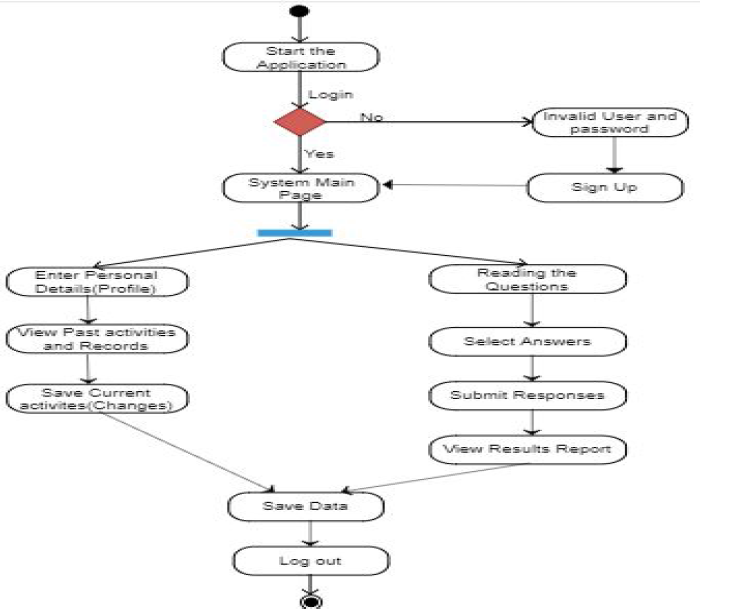 Start the
Application
Login
No
Invalid User and
password
Yes
System Main
Page
Sign Up
Enter Personal
Details(Profile)
View Past activities
and Records
Save Current
activites(Changes)
Reading the
Questions
Select Answers
Submit Responses
View Results Report
Save Data
Log out